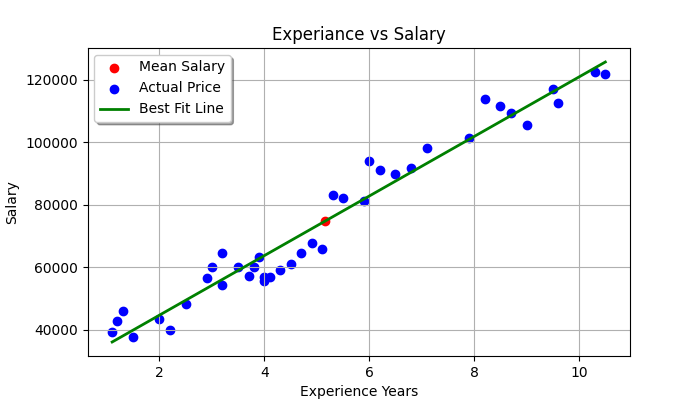 Experiance vs Salary
Mean Salary
Actual Price
Best Fit Line
120000
100000
80000
60000
40000
Salary
2 4 6 8 10
Experience Years